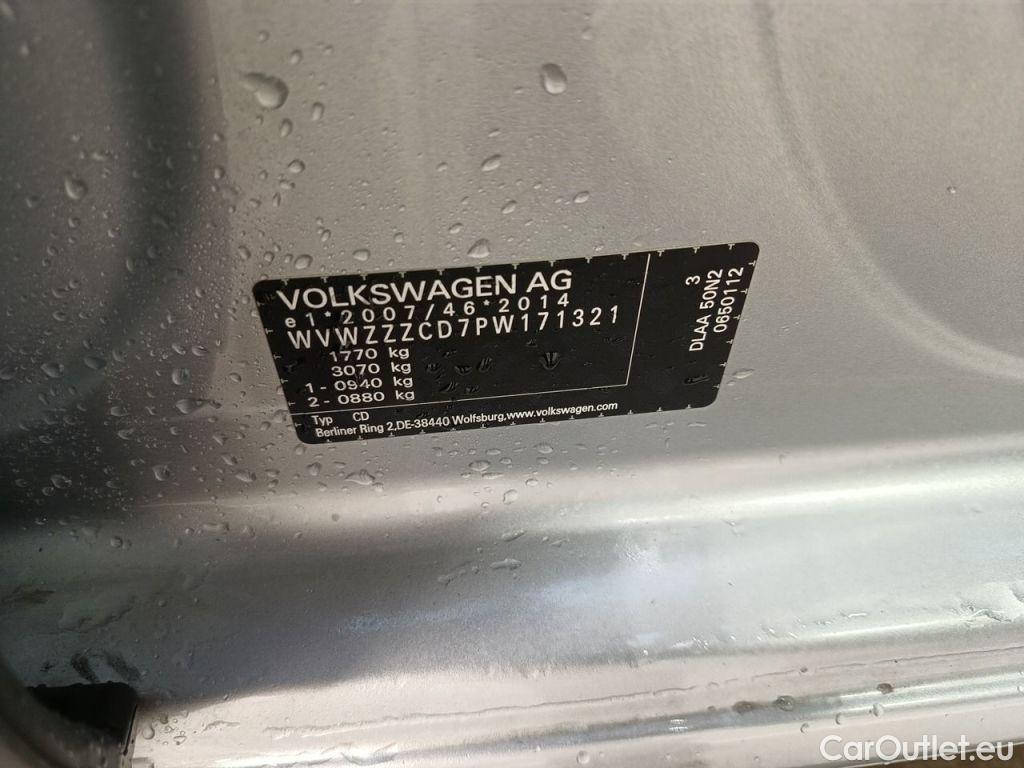 VOLKSWAGEN AG
e1*2007/46*2014
WVWZZZCD7PW171321
1770 kg
3070 kg
1- 0940 kg
2- 0880 kg
Typ CD
Berliner Ring 2,DE-38440 Wolfsburg,www.volkswagen.com
3
DLAA 50N2
0650112
CarOutlet.eu